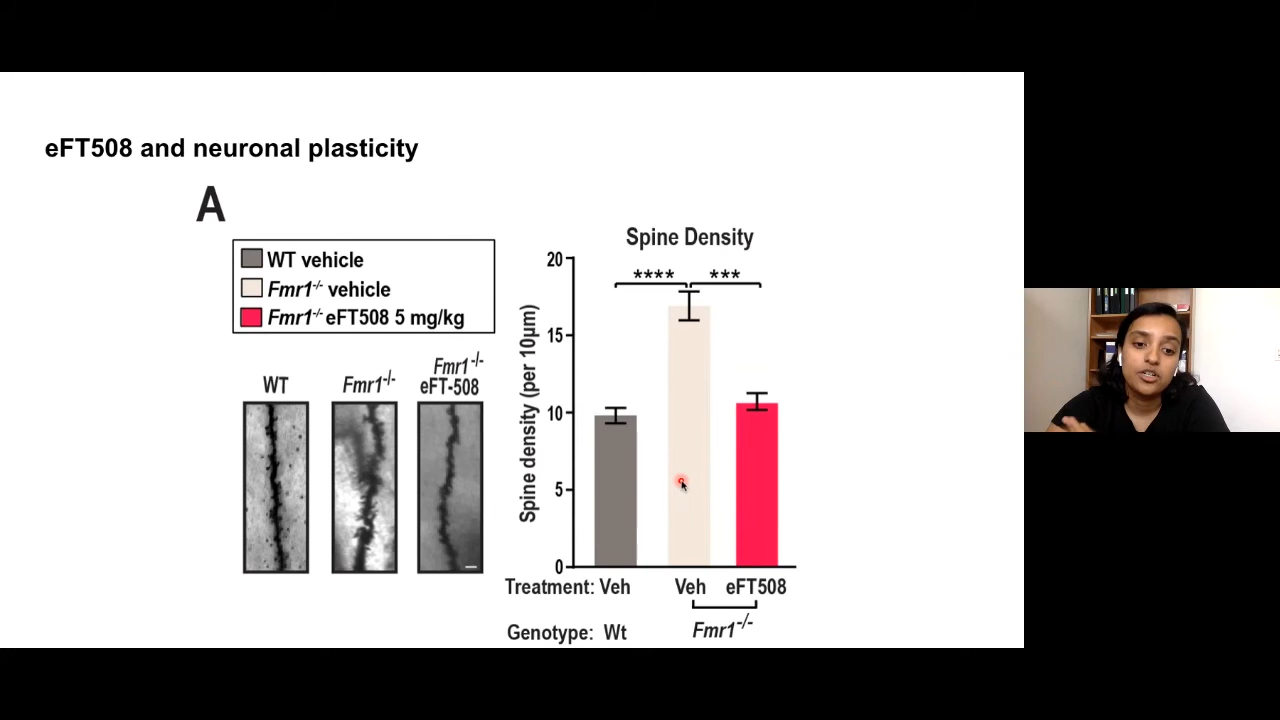 eFT508 and neuronal plasticity
A
WT vehicle
Fmr1-/- vehicle
Fmr1-/- eFT508 5 mg/kg
WT
Fmr1-/-
Fmr1-/-
eFT-508
Spine Density
Spine density (per 10µm)
20
15
10
5
0
****
***
Treatment: Veh Veh eFT508
Genotype: Wt Fmr1-/-